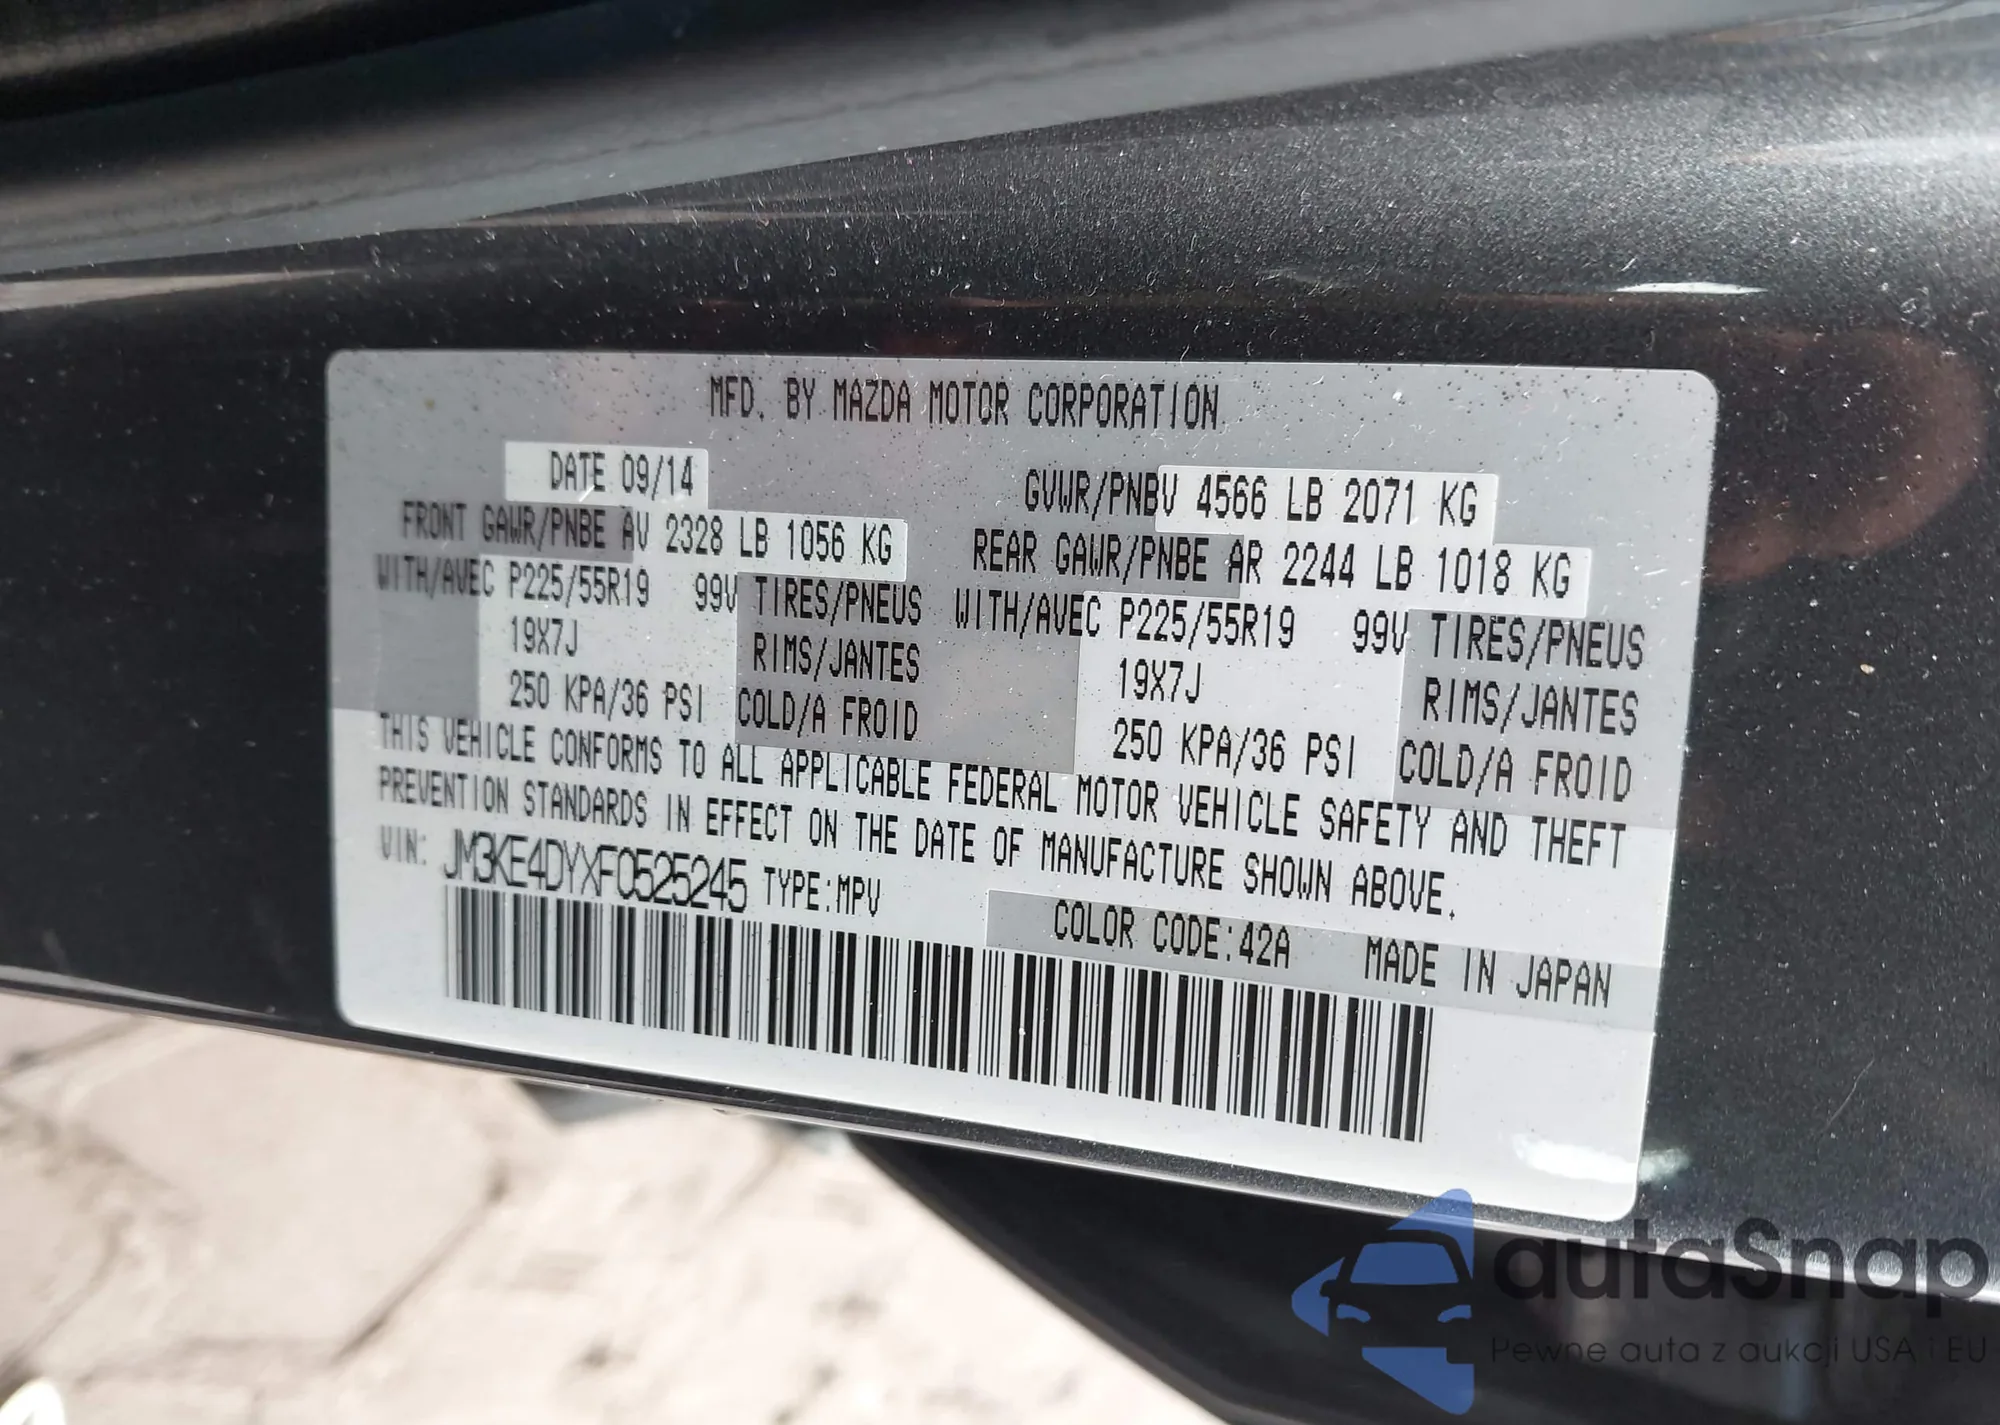 MFD. BY MAZDA MOTOR CORPORATION
DATE 09/14 GVWR/PNBV 4566 LB 2071 KG
FRONT GAWR/PNBE AV 2328 LB 1056 KG REAR GAWR/PNBE AR 2244 LB 1018 KG
WITH/AVEC P225/55R19 99V TIRES/PNEUS WITH/AVEC P225/55R19 99V TIRES/PNEUS
19X7J RIMS/JANTES 19X7J RIMS/JANTES
250 KPA/36 PSI COLD/A FROID 250 KPA/36 PSI COLD/A FROID
THIS VEHICLE CONFORMS TO ALL APPLICABLE FEDERAL MOTOR VEHICLE SAFETY AND THEFT
PREVENTION STANDARDS IN EFFECT ON THE DATE OF MANUFACTURE SHOWN ABOVE.
VIN: JM3KE4DYXF0525245 TYPE:MPV
COLOR CODE:42A MADE IN JAPAN
autaSnap
Pewne auta z aukcji USA i EU